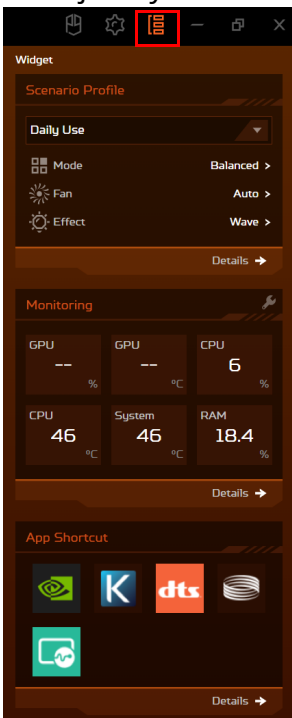 Widget
Scenario Profile
Daily Use
Mode Balanced >
Fan Auto >
Effect Wave >
Details →
Monitoring
GPU GPU CPU
-- -- 6
% °C %
CPU System RAM
46 46 18.4
°C °C %
Details →
App Shortcut
K dts
Details →